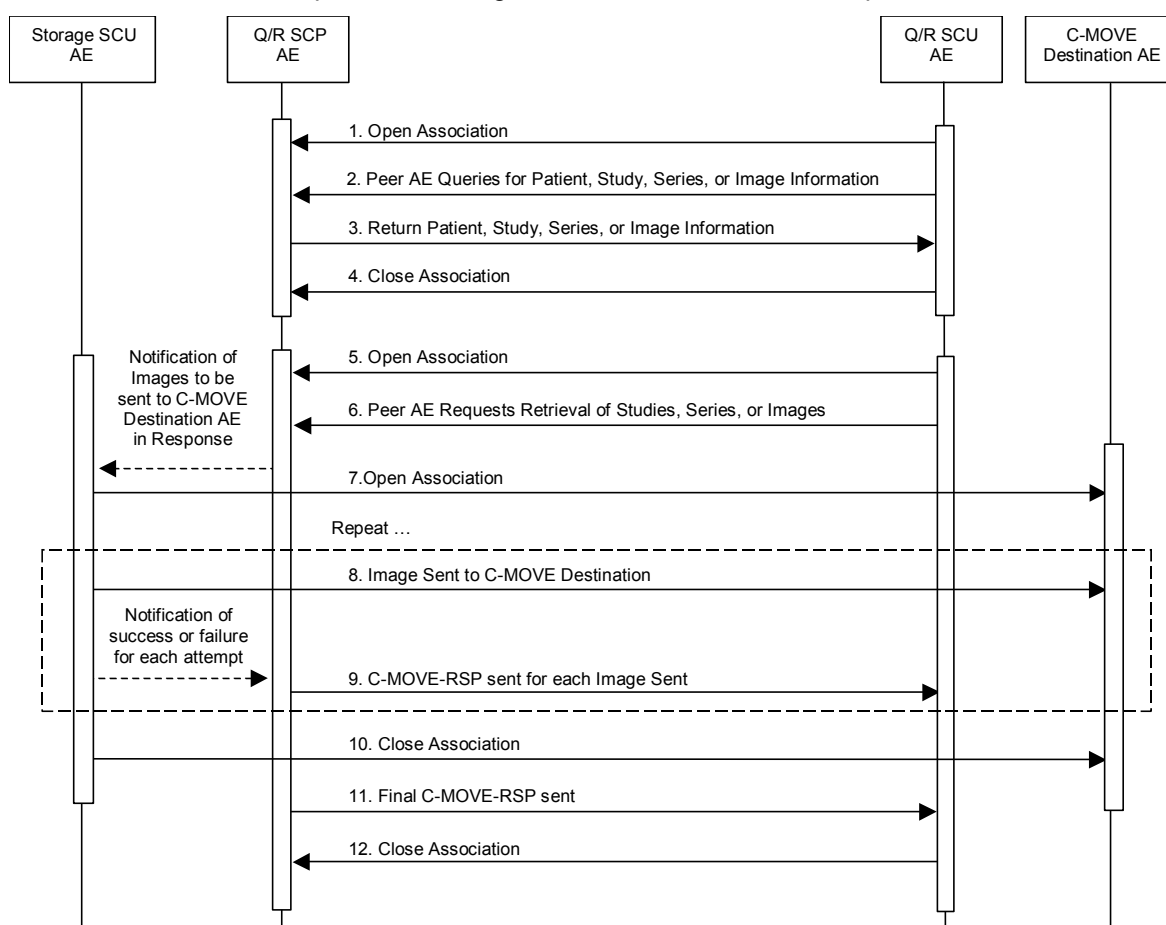 Storage SCU
AE
Q/R SCP
AE
Q/R SCU
AE
C-MOVE
Destination AE
1. Open Association
2. Peer AE Queries for Patient, Study, Series, or Image Information
3. Return Patient, Study, Series, or Image Information
4. Close Association
Notification of
Images to be
sent to C-MOVE
Destination AE
in Response
5. Open Association
6. Peer AE Requests Retrieval of Studies, Series, or Images
7.Open Association
Repeat …
8. Image Sent to C-MOVE Destination
Notification of
success or failure
for each attempt
9. C-MOVE-RSP sent for each Image Sent
10. Close Association
11. Final C-MOVE-RSP sent
12. Close Association